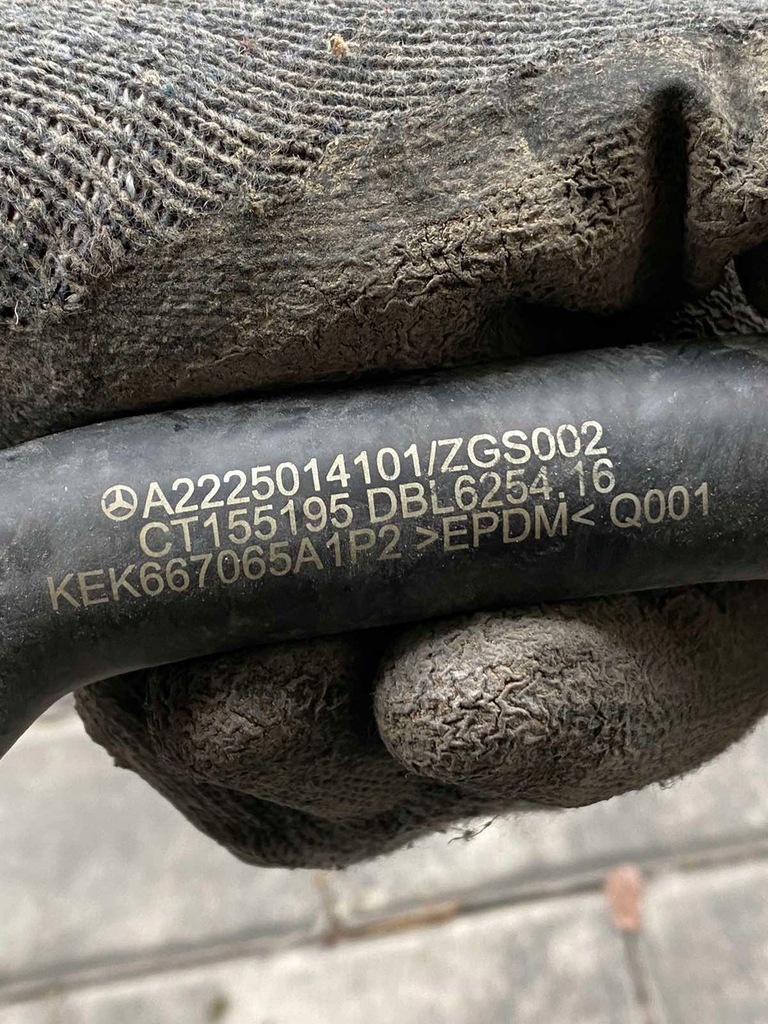 A2225014101/ZGS002
CT155195 DBL6254.16
KEK667065A1P2 >EPDM< Q001